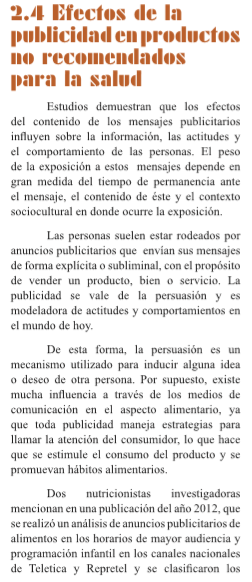 2.4 Efectos de la
publicidad en productos
no recomendados
para la salud
Estudios demuestran que los efectos
del contenido de los mensajes publicitarios
influyen sobre la información, las actitudes y
el comportamiento de las personas. El peso
de la exposición a estos mensajes depende en
gran medida del tiempo de permanencia ante
el mensaje, el contenido de éste y el contexto
sociocultural en donde ocurre la exposición.
Las personas suelen estar rodeados por
anuncios publicitarios que envían sus mensajes
de forma explícita o subliminal, con el propósito
de vender un producto, bien o servicio. La
publicidad se vale de la persuasión y es
modeladora de actitudes y comportamientos en
el mundo de hoy.
De esta forma, la persuasión es un
mecanismo utilizado para inducir alguna idea
o deseo de otra persona. Por supuesto, existe
mucha influencia a través de los medios de
comunicación en el aspecto alimentario, ya
que toda publicidad maneja estrategias para
llamar la atención del consumidor, lo que hace
que se estimule el consumo del producto y se
promuevan hábitos alimentarios.
Dos nutricionistas investigadoras
mencionan en una publicación del año 2012, que
se realizó un análisis de anuncios publicitarios de
alimentos en los horarios de mayor audiencia y
programación infantil en los canales nacionales
de Teletica y Repretel y se clasificaron los